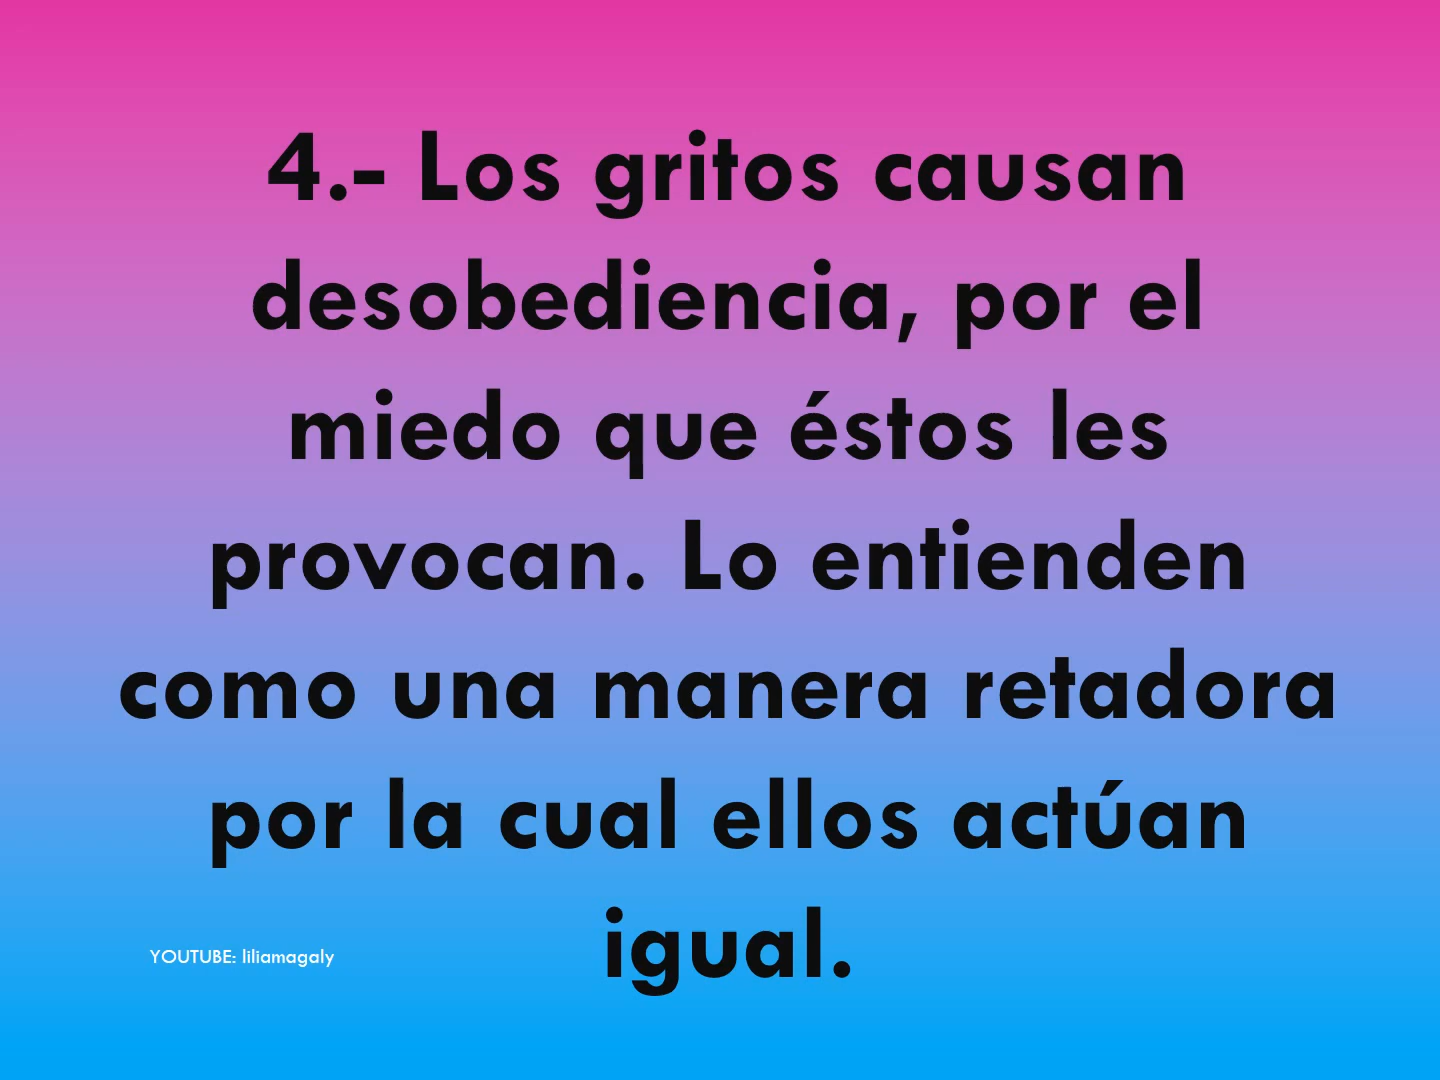 4.- Los gritos causan
desobediencia, por el
miedo que éstos les
provocan. Lo entienden
como una manera retadora
por la cual ellos actúan
igual.
YOUTUBE: liliamagaly